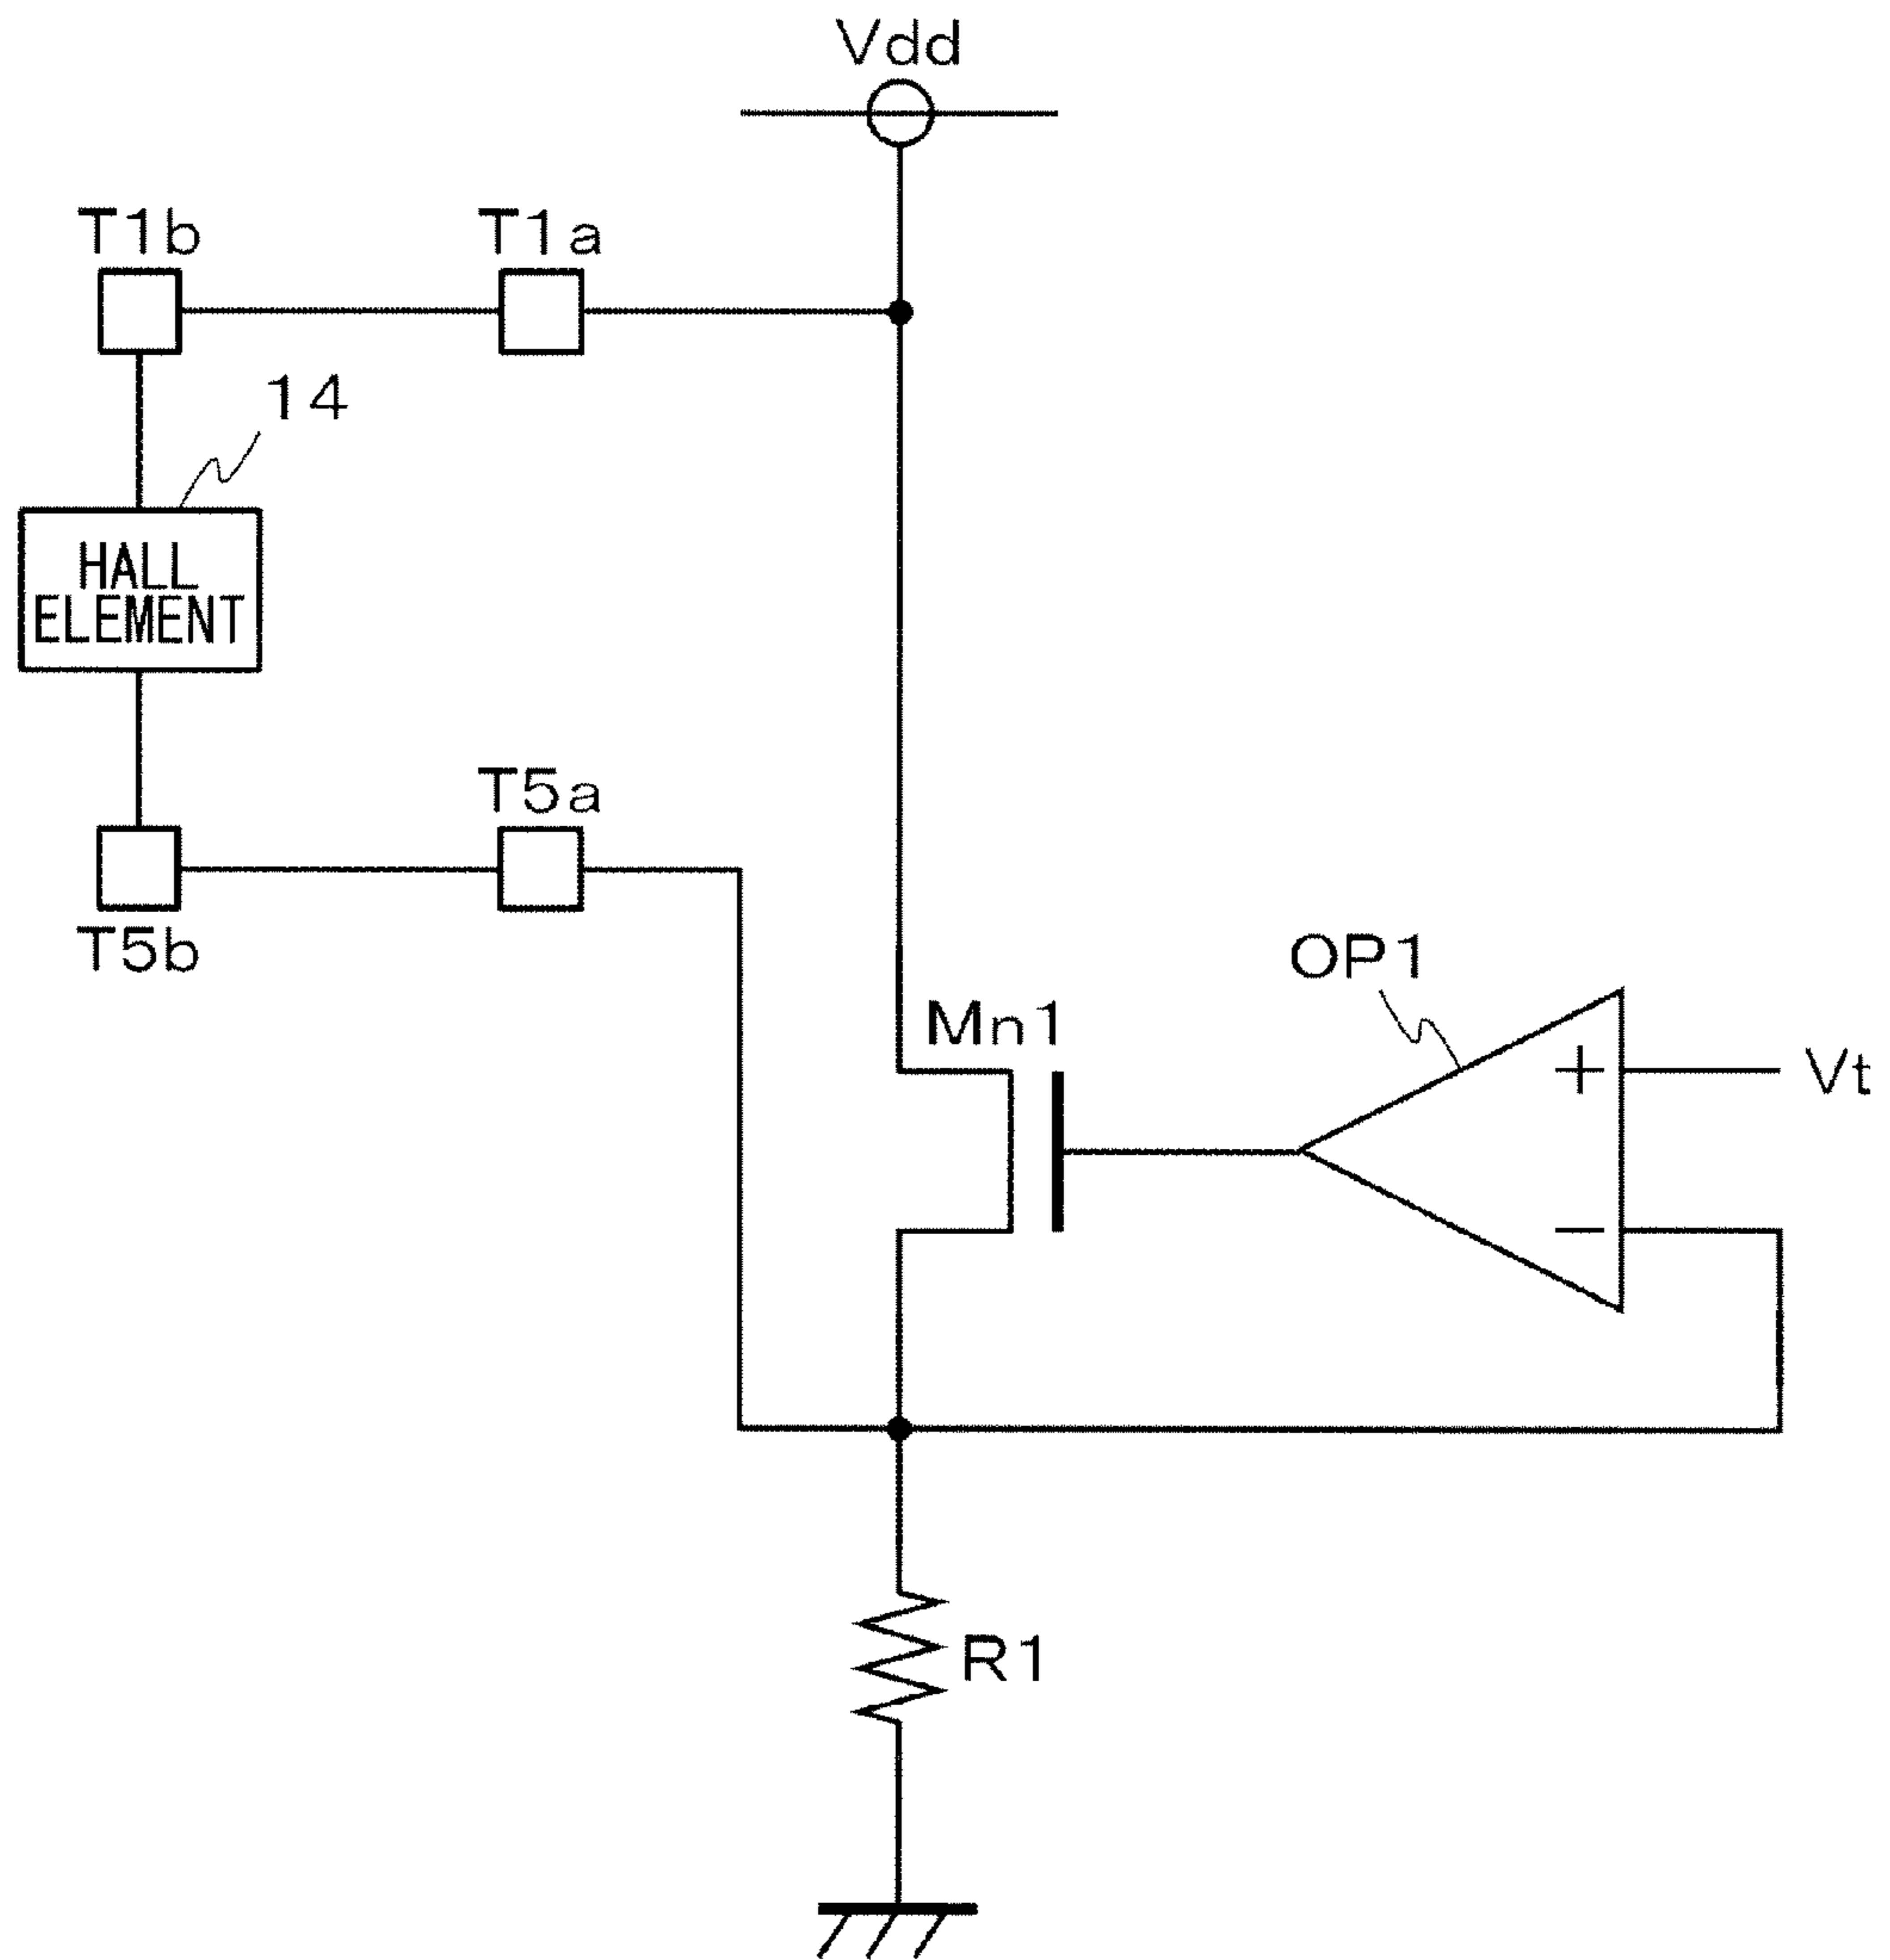 Vdd
T1b
T1a
14
HALL
ELEMENT
T5a
T5b
OP1
Mn1
+
Vt
−
R1